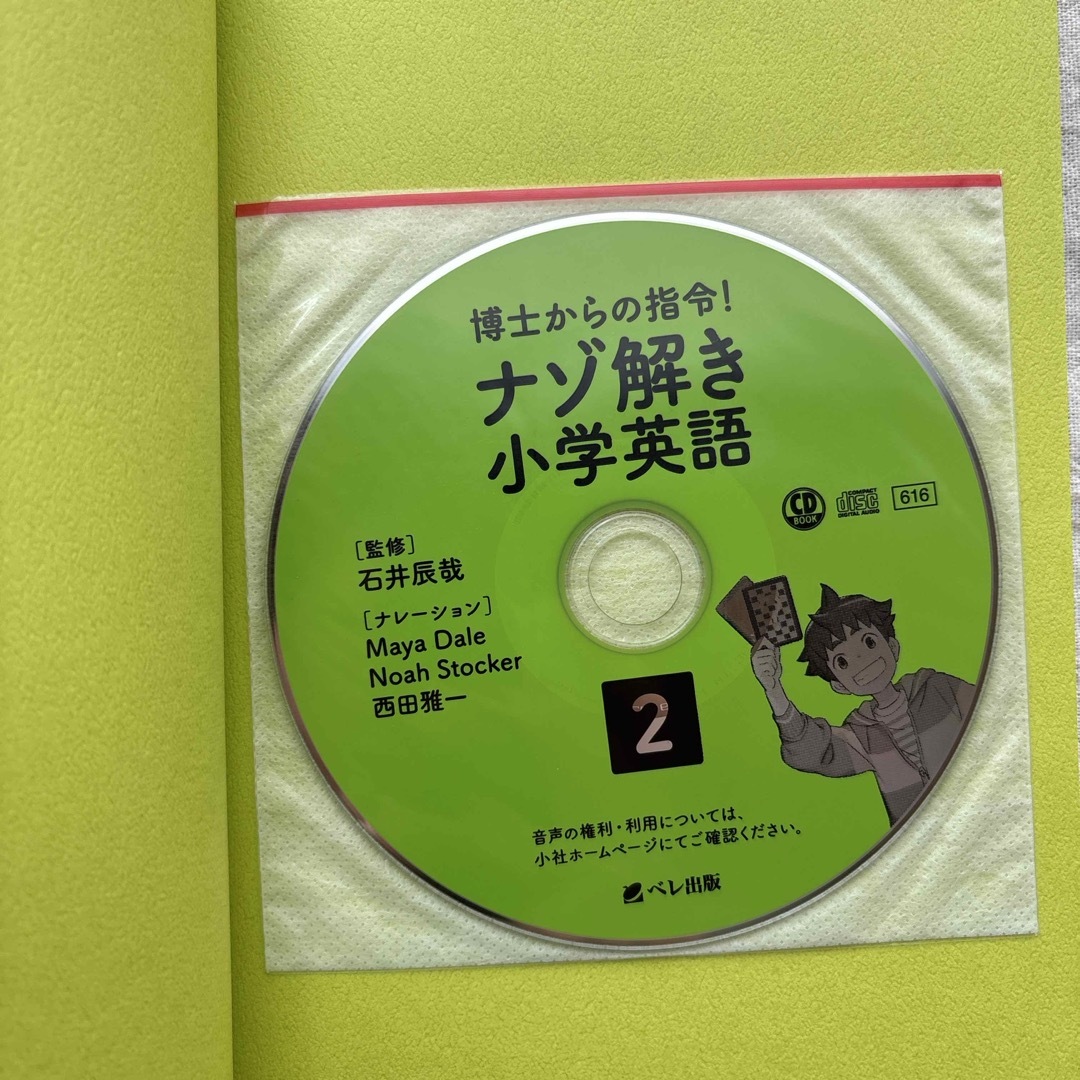 博士からの指令!
ナゾ解き
小学英語
CD
BOOK
COMPACT
disc
DIGITAL AUDIO
616
[監修]
石井辰哉
[ナレーション]
Maya Dale
Noah Stocker
西田雅一
2
音声の権利・利用については、
小社ホームページにてご確認ください。
ベレ出版